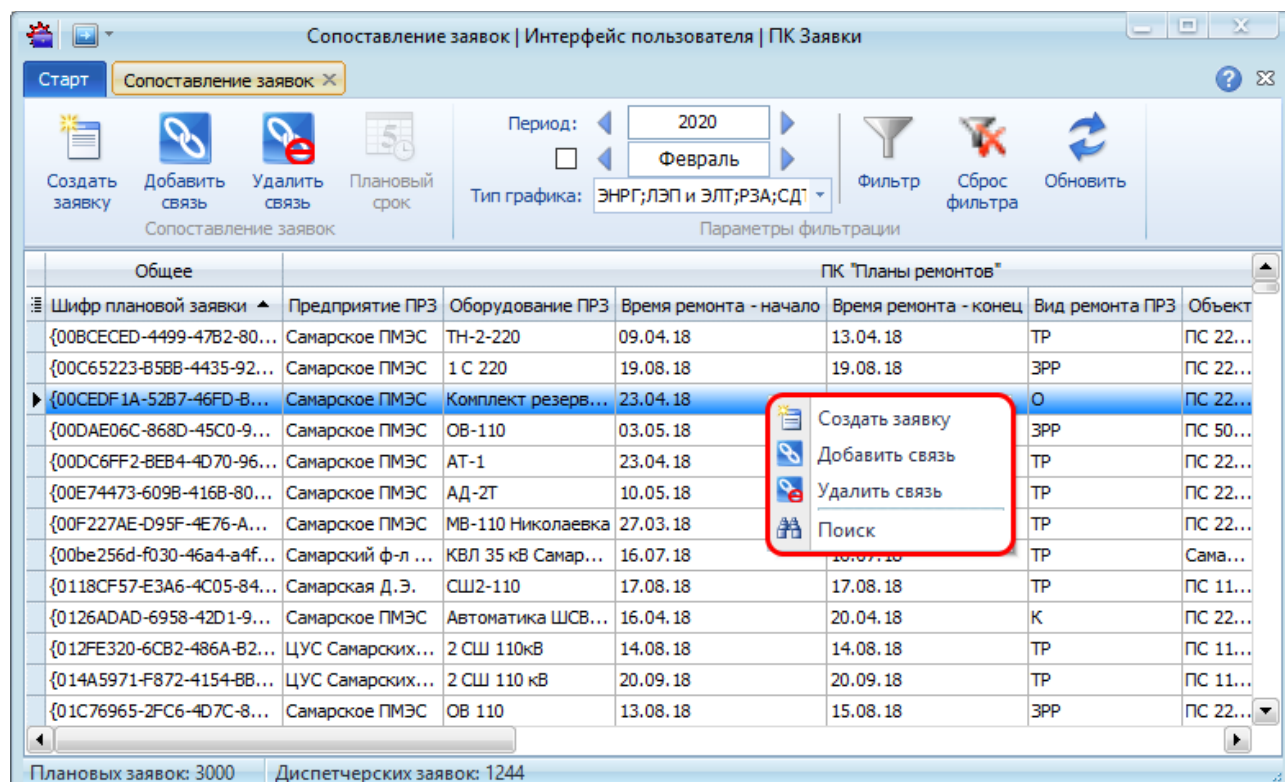 Сопоставление заявок | Интерфейс пользователя | ПК Заявки
Старт Сопоставление заявок
Период: 2020
Февраль
Создать заявку Добавить связь Удалить связь Плановый срок
Тип графика: ЭНРГ;ЛЭП и ЭЛТ;РЗА;СДТ
Фильтр Сброс фильтра Обновить
Сопоставление заявок Параметры фильтрации
Общее ПК "Планы ремонтов"
Шифр плановой заявки Предприятие ПРЗ Оборудование ПРЗ Время ремонта - начало Время ремонта - конец Вид ремонта ПРЗ Объект
{00BCECED-4499-47B2-80... Самарское ПМЭС ТН-2-220 09.04.18 13.04.18 ТР ПС 22...
{00C65223-B5BB-4435-92... Самарское ПМЭС 1 С 220 19.08.18 19.08.18 ЗРР ПС 22...
{00CEDF1A-52B7-46FD-B... Самарское ПМЭС Комплект резерв... 23.04.18 О ПС 22...
{00DAE06C-868D-45C0-9... Самарское ПМЭС ОВ-110 03.05.18 ЗРР ПС 50...
{00DC6FF2-BEB4-4D70-96... Самарское ПМЭС АТ-1 23.04.18 ТР ПС 22...
{00E74473-609B-416B-80... Самарское ПМЭС АД-2Т 10.05.18 ТР ПС 22...
{00F227AE-D95F-4E76-A... Самарское ПМЭС МВ-110 Николаевка 27.03.18 ТР ПС 22...
{00be256d-f030-46a4-a4f... Самарский ф-л ... КВЛ 35 кВ Самар... 16.07.18 ТР Сама...
{0118CF57-E3A6-4C05-84... Самарская Д.Э. СШ2-110 17.08.18 17.08.18 ТР ПС 11...
{0126ADAD-6958-42D1-9... Самарское ПМЭС Автоматика ШСВ... 16.04.18 20.04.18 К ПС 22...
{012FE320-6CB2-486A-B2... ЦУС Самарских... 2 СШ 110кВ 14.08.18 14.08.18 ТР ПС 11...
{014A5971-F872-4154-BB... ЦУС Самарских... 2 СШ 110 кВ 20.09.18 20.09.18 ТР ПС 11...
{01C76965-2FC6-4D7C-8... Самарское ПМЭС ОВ 110 13.08.18 15.08.18 ЗРР ПС 22...
Создать заявку
Добавить связь
Удалить связь
Поиск
Плановых заявок: 3000 Диспетчерских заявок: 1244